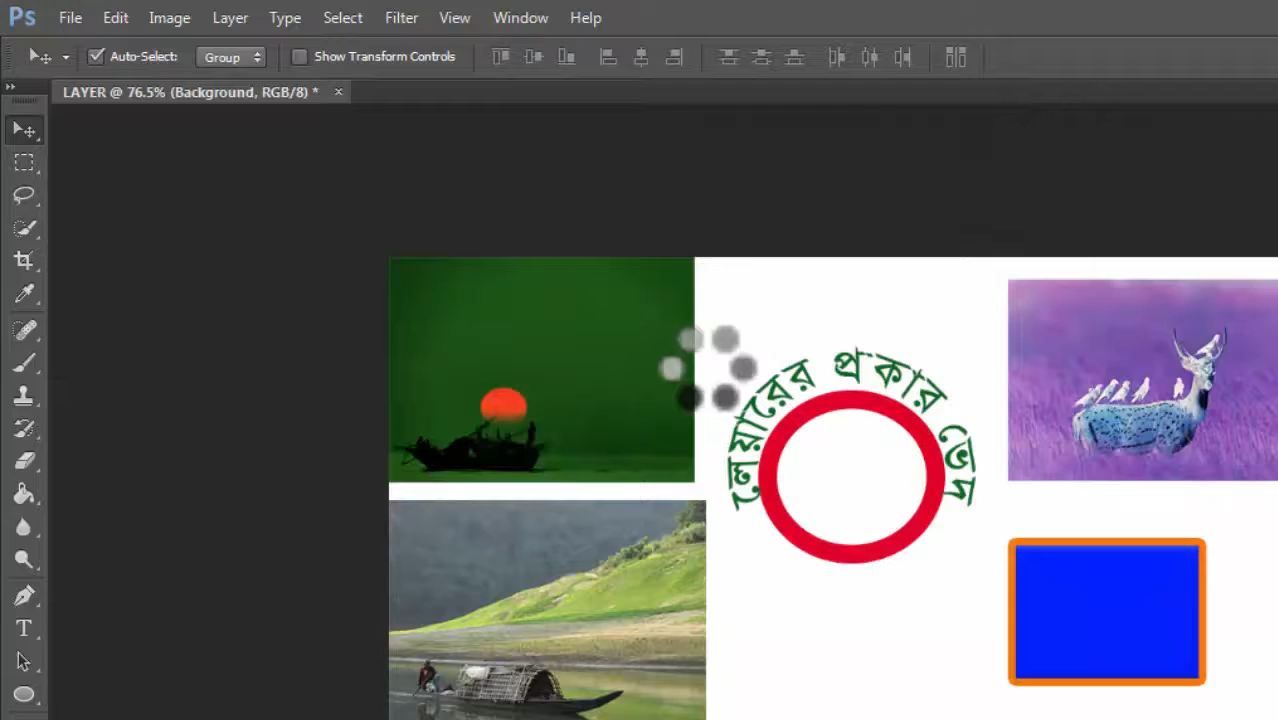 Ps File Edit Image Layer Type Select Filter View Window Help
Auto-Select: Group Show Transform Controls
LAYER @ 76.5% (Background, RGB/8) * ×
লেয়ারের প্রকার ভেদ
T